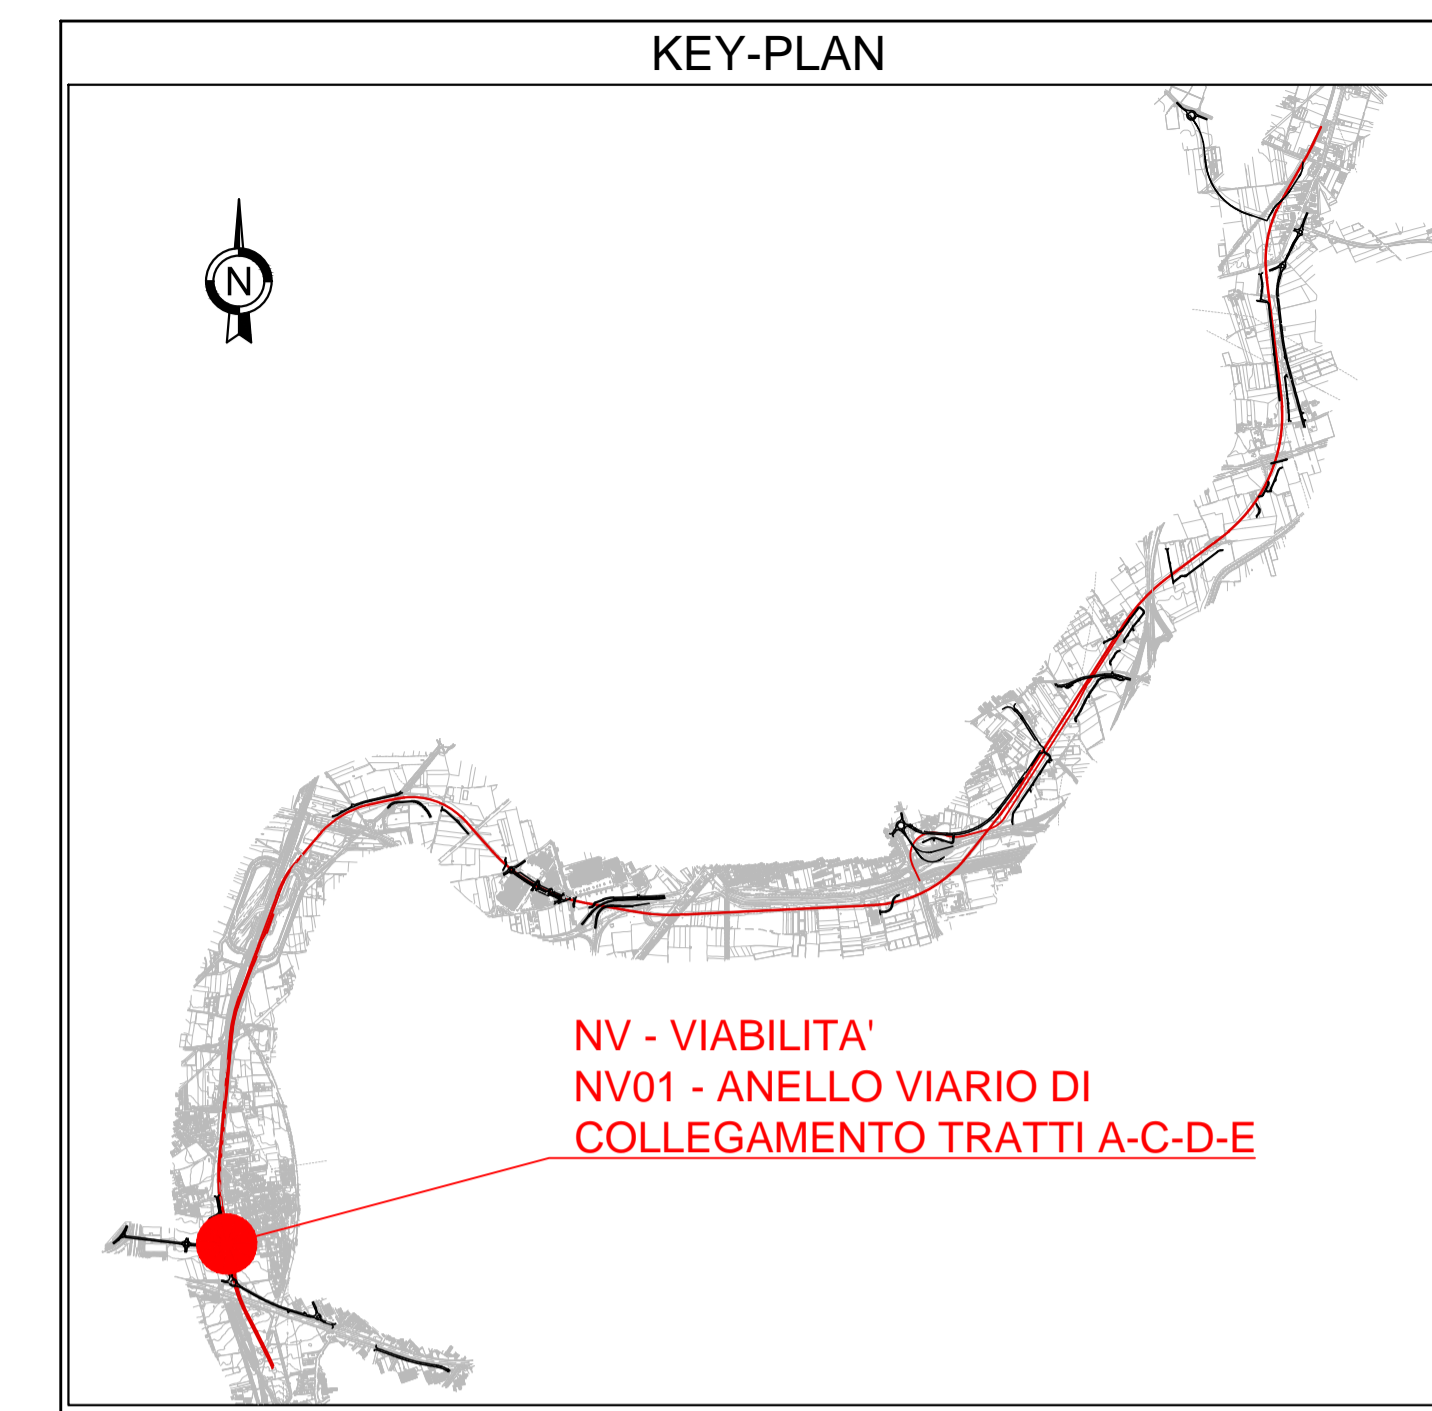 KEY-PLAN
N
NV - VIABILITA'
NV01 - ANELLO VIARIO DI
COLLEGAMENTO TRATTI A-C-D-E